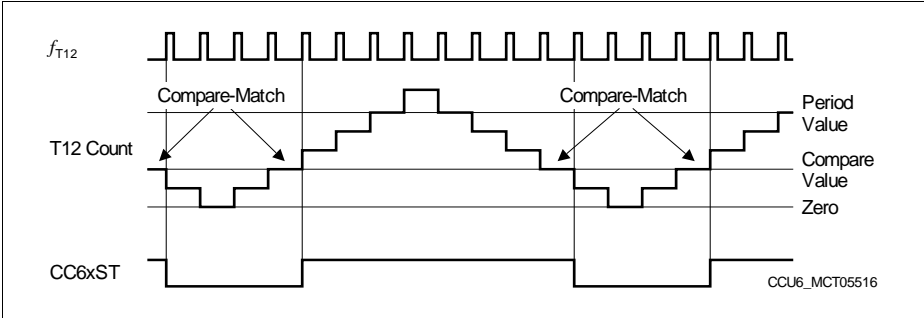 fT12
Compare-Match
Compare-Match
Period
Value
T12 Count
Compare
Value
Zero
CC6xST
CCU6_MCT05516